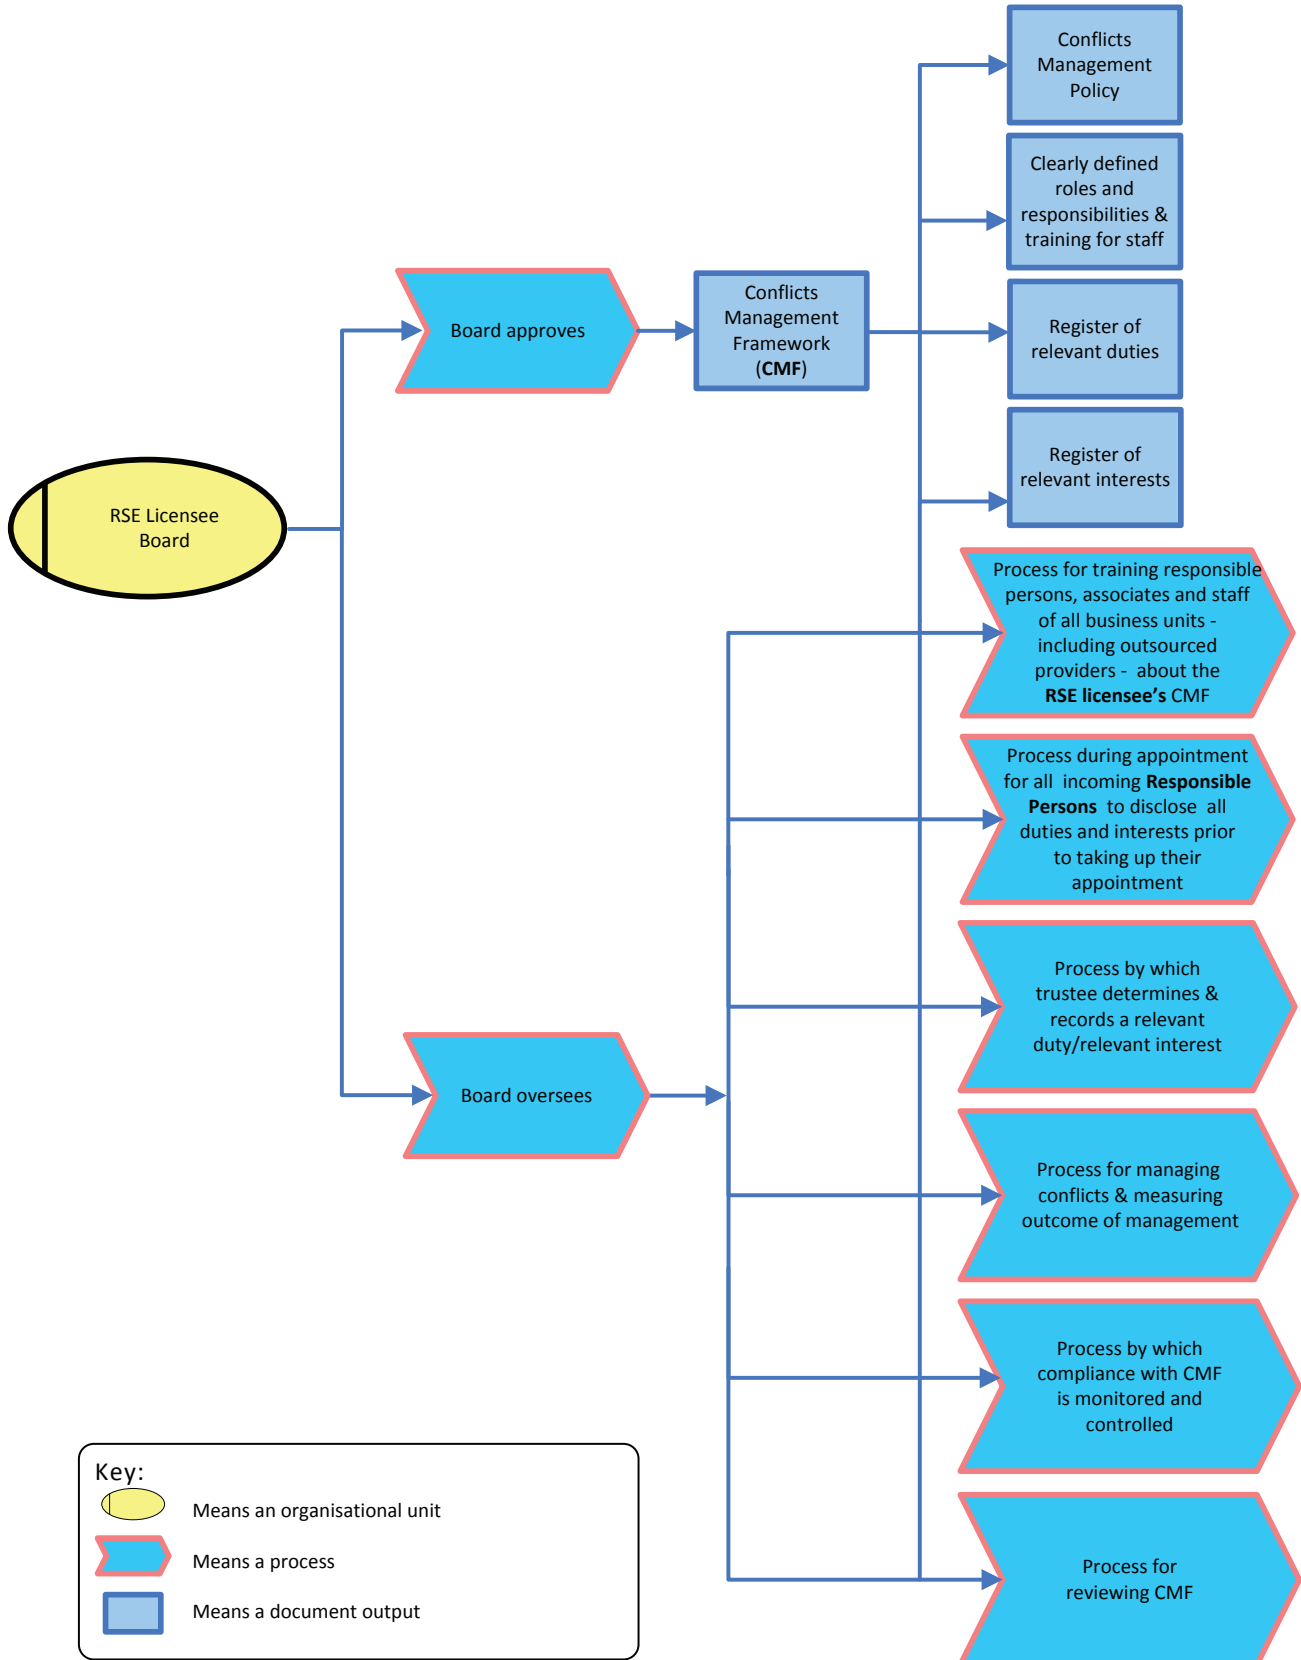 Conflicts
Management
Policy
Clearly defined
roles and
responsibilities &
training for staff
Board approves
Conflicts
Management
Framework
(CMF)
Register of
relevant duties
Register of
relevant interests
RSE Licensee
Board
Process for training responsible
persons, associates and staff
of all business units -
including outsourced
providers - about the
RSE licensee's CMF
Process during appointment
for all incoming Responsible
Persons to disclose all
duties and interests prior
to taking up their
appointment
Process by which
trustee determines &
records a relevant
duty/relevant interest
Board oversees
Process for managing
conflicts & measuring
outcome of management
Process by which
compliance with CMF
is monitored and
controlled
Process for
reviewing CMF
Key:
Means an organisational unit
Means a process
Means a document output